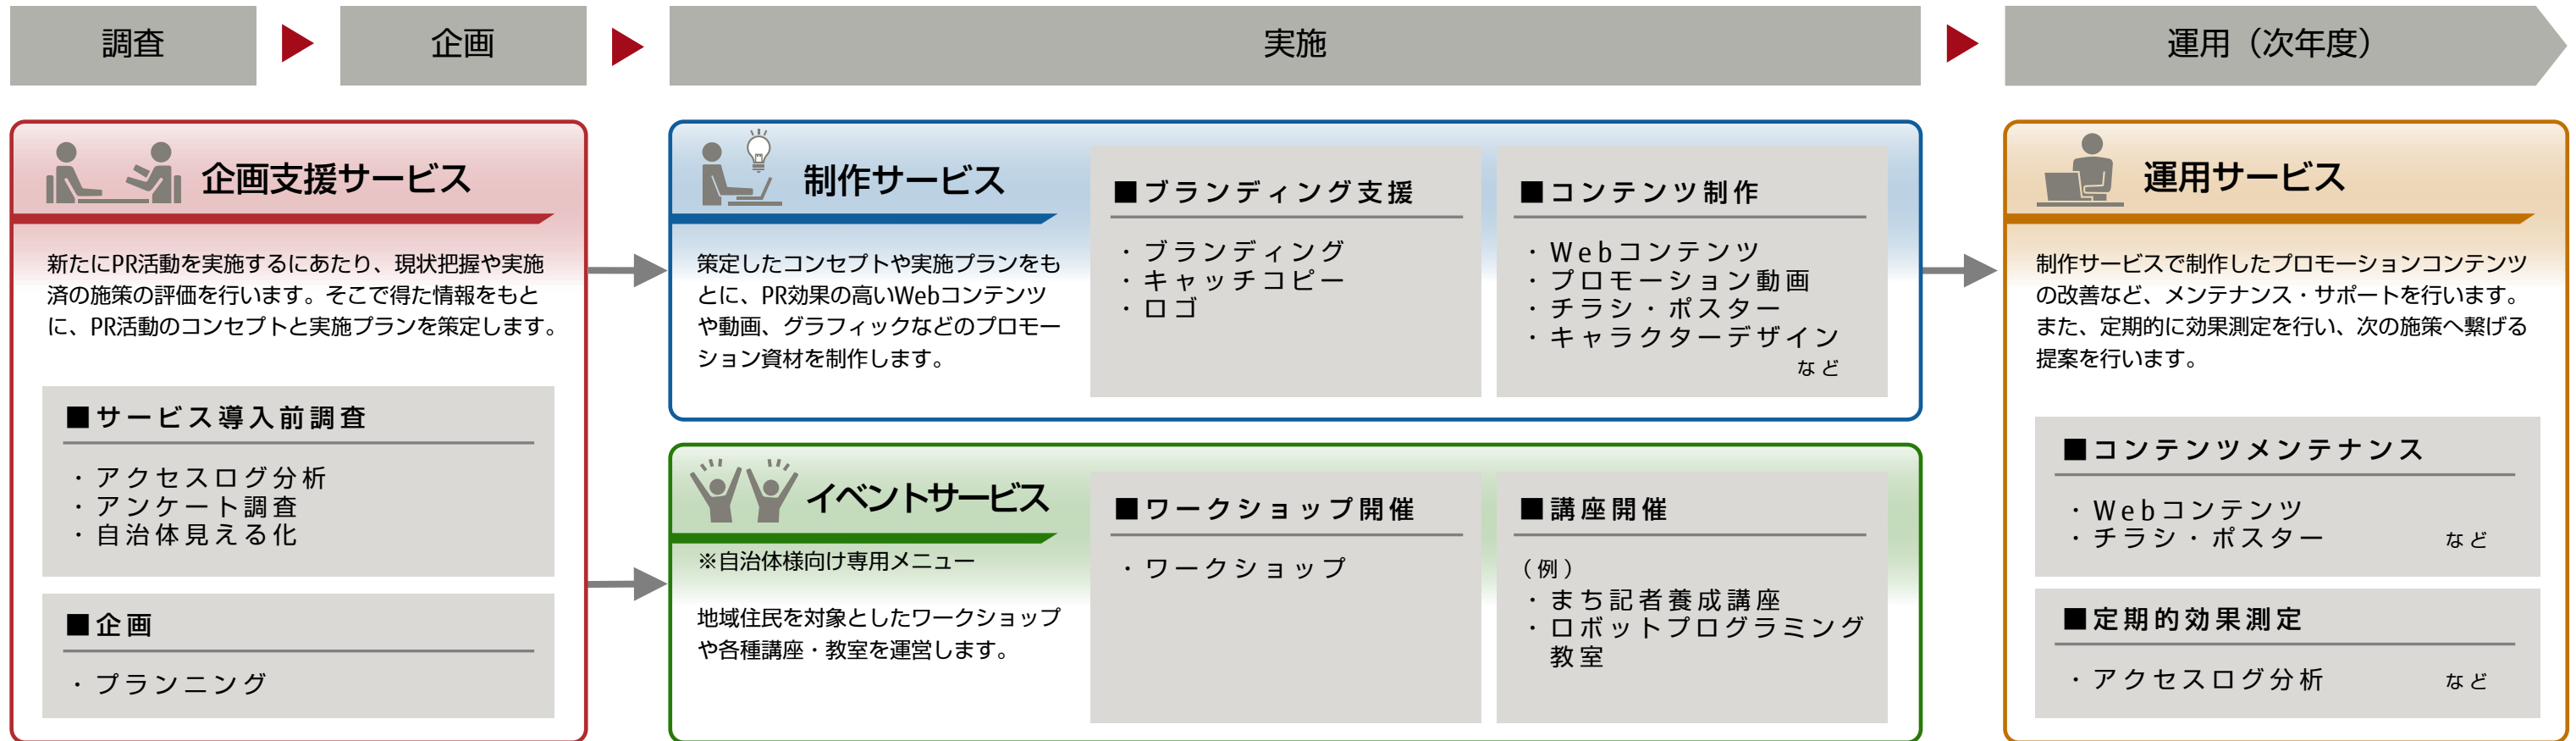 調査
企画
実施
運用（次年度）
企画支援サービス
新たにPR活動を実施するにあたり、現状把握や実施
済の施策の評価を行います。そこで得た情報をもと
に、PR活動のコンセプトと実施プランを策定します。
■サービス導入前調査
・アクセスログ分析
・アンケート調査
・自治体見える化
■企画
・プランニング
制作サービス
策定したコンセプトや実施プランをも
とに、PR効果の高いWebコンテンツ
や動画、グラフィックなどのプロモー
ション資材を制作します。
■ブランディング支援
・ブランディング
・キャッチコピー
・ロゴ
■コンテンツ制作
・Webコンテンツ
・プロモーション動画
・チラシ・ポスター
・キャラクターデザイン
など
イベントサービス
※自治体様向け専用メニュー
地域住民を対象としたワークショップ
や各種講座・教室を運営します。
■ワークショップ開催
・ワークショップ
■講座開催
（例）
・まち記者養成講座
・ロボットプログラミング
教室
運用サービス
制作サービスで制作したプロモーションコンテンツ
の改善など、メンテナンス・サポートを行います。
また、定期的に効果測定を行い、次の施策へ繋げる
提案を行います。
■コンテンツメンテナンス
・Webコンテンツ
・チラシ・ポスター など
■定期的効果測定
・アクセスログ分析 など